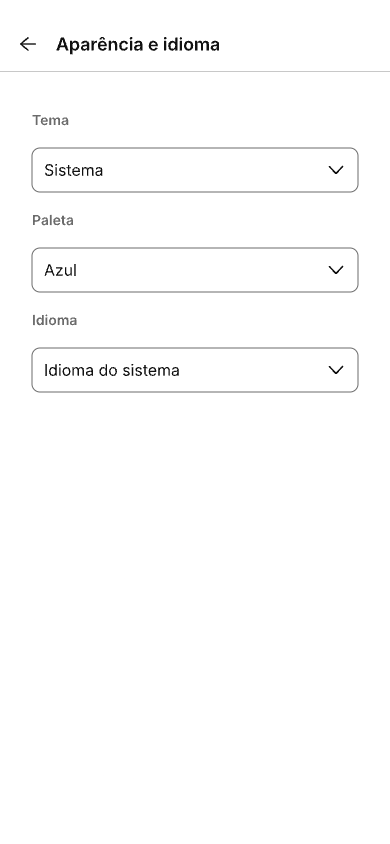 Aparência e idioma
Tema
Sistema
Paleta
Azul
Idioma
Idioma do sistema